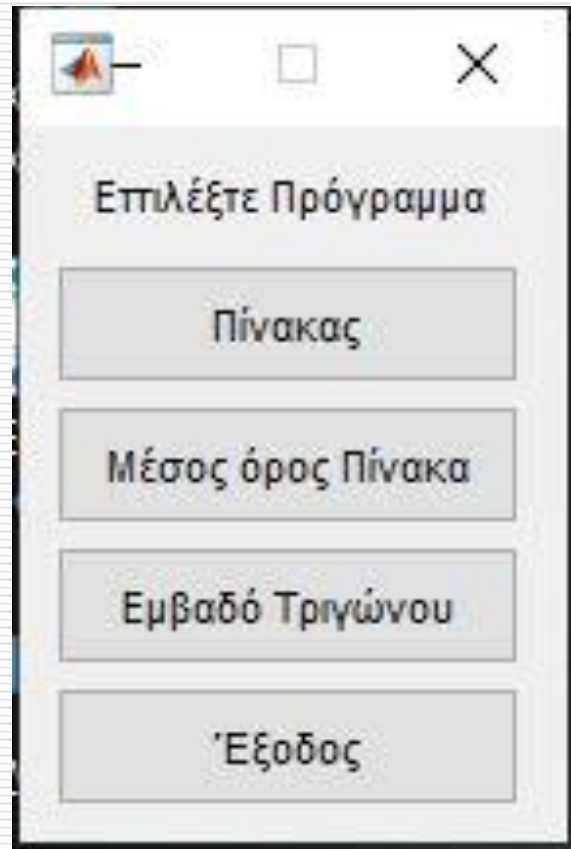 Επιλέξτε Πρόγραμμα
Πίνακας
Μέσος όρος Πίνακα
Εμβαδό Τριγώνου
Έξοδος